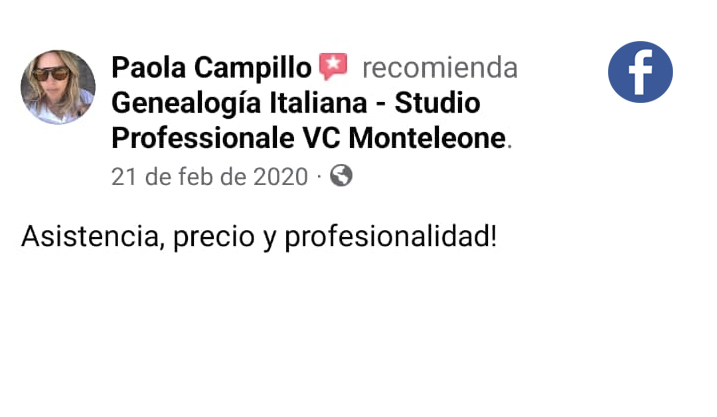 Paola Campillo recomienda
Genealogía Italiana - Studio
Professionale VC Monteleone.
21 de feb de 2020 ·
Asistencia, precio y profesionalidad!